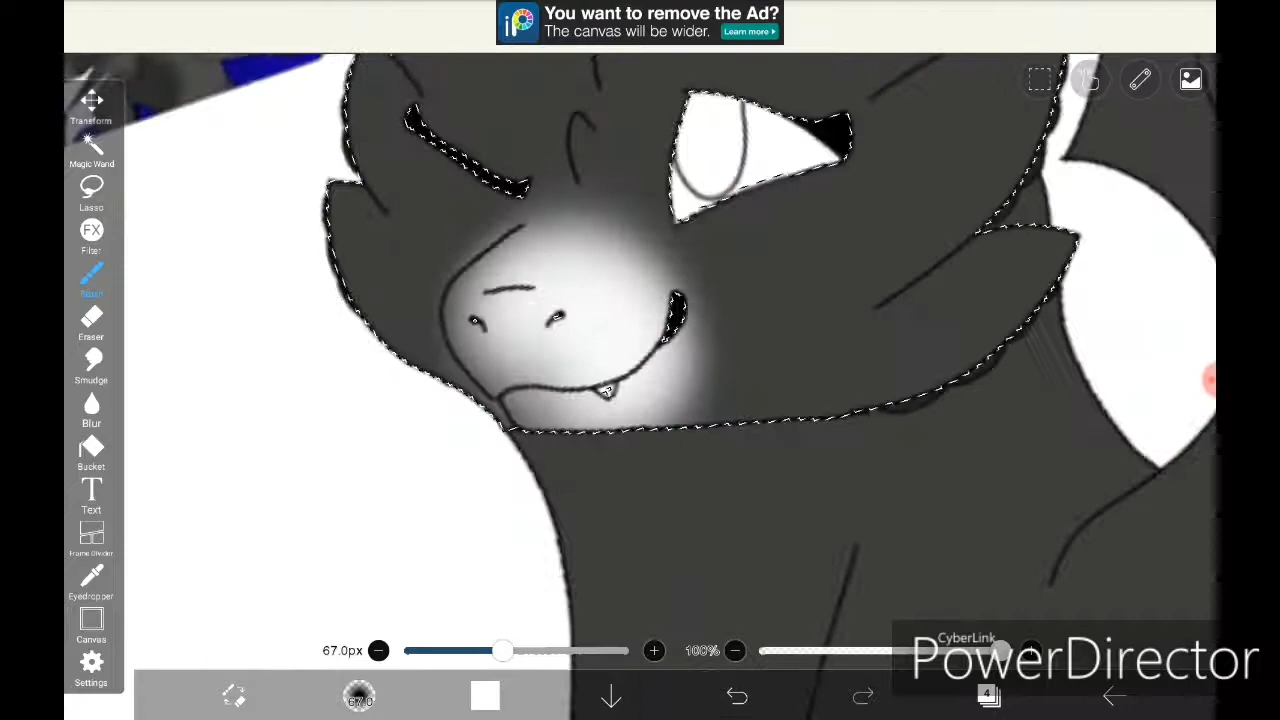 You want to remove the Ad?
The canvas will be wider.
Learn more
Transform
Magic Wand
Lasso
FX
Filter
Brush
Eraser
Smudge
Blur
Bucket
T
Text
Frame Divider
Eyedropper
Canvas
Settings
67.0px
100%
67.0
4
CyberLink
PowerDirector